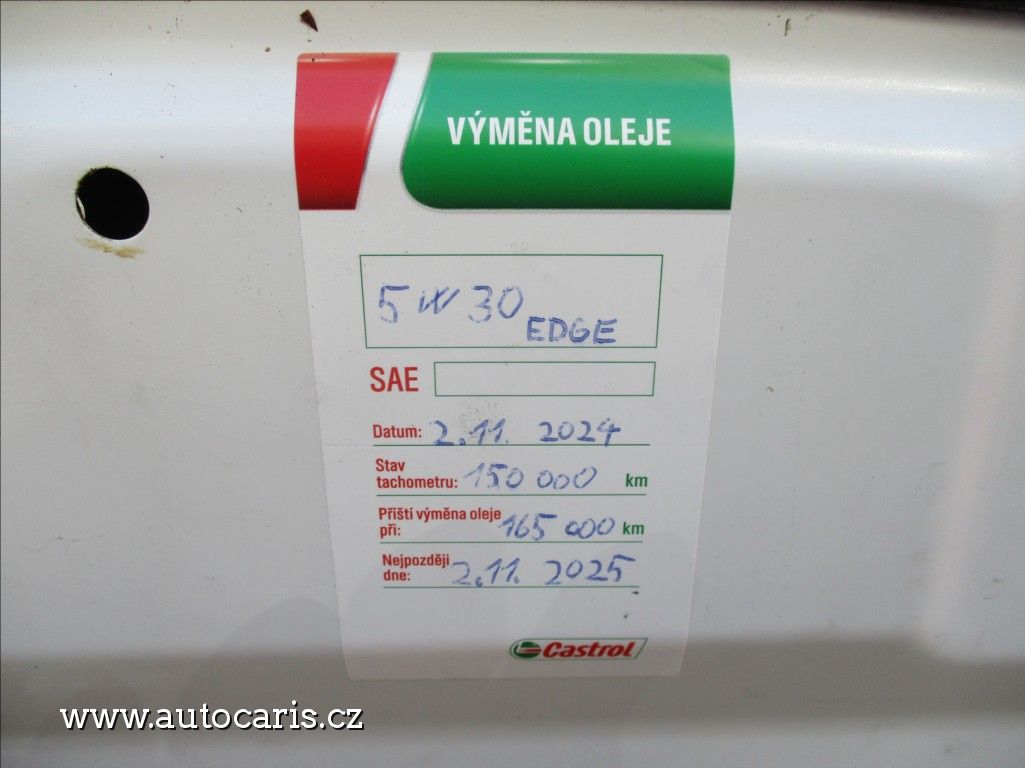 VÝMĚNA OLEJE
5W30
EDGE
SAE
Datum: 2.11. 2024
Stav
tachometru: 150 000 km
Příští výměna oleje
při: 165 000 km
Nejpozději
dne: 2.11. 2025
Castrol
www.autocaris.cz